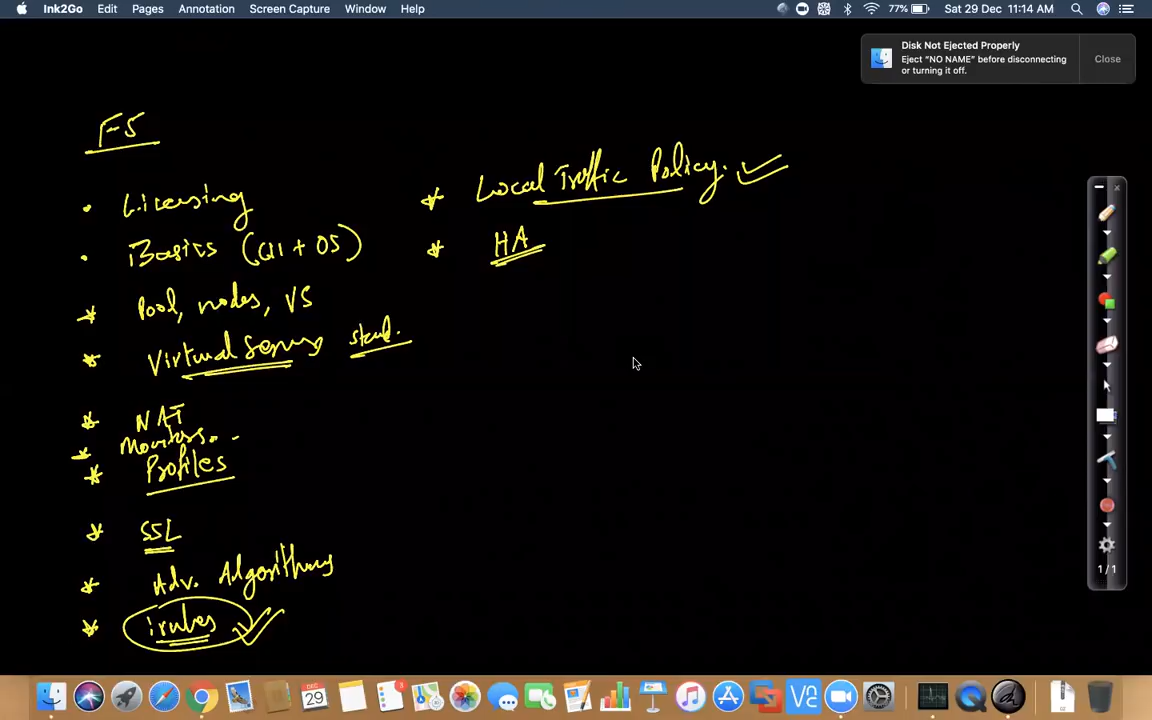 Ink2Go Edit Pages Annotation Screen Capture Window Help 77% Sat 29 Dec 11:14 AM
Disk Not Ejected Properly
Eject “NO NAME” before disconnecting
or turning it off.
Close
F5
Licensing
Basics (GUI + OS)
Pool, nodes, VS
Virtual Servers stand.
NAT
Monitors..
Profiles
SSL
Adv. Algorithms
irules
Local Traffic Policy.
HA
1/1
29